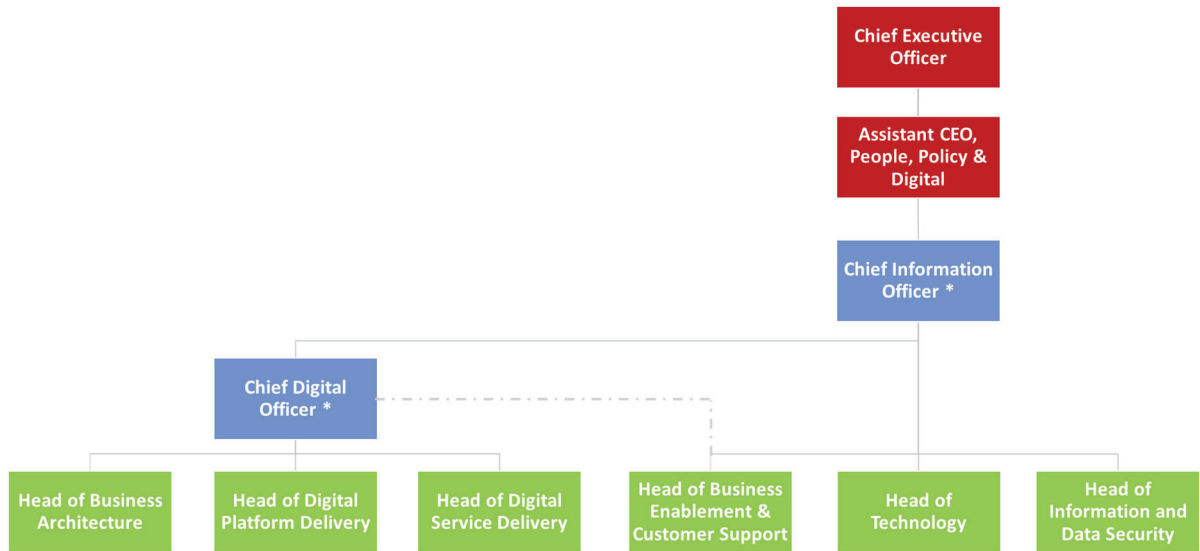 Chief Executive
Officer
Assistant CEO,
People, Policy &
Digital
Chief Information
Officer *
Chief Digital
Officer *
Head of Business
Architecture
Head of Digital
Platform Delivery
Head of Digital
Service Delivery
Head of Business
Enablement &
Customer Support
Head of
Technology
Head of
Information and
Data Security